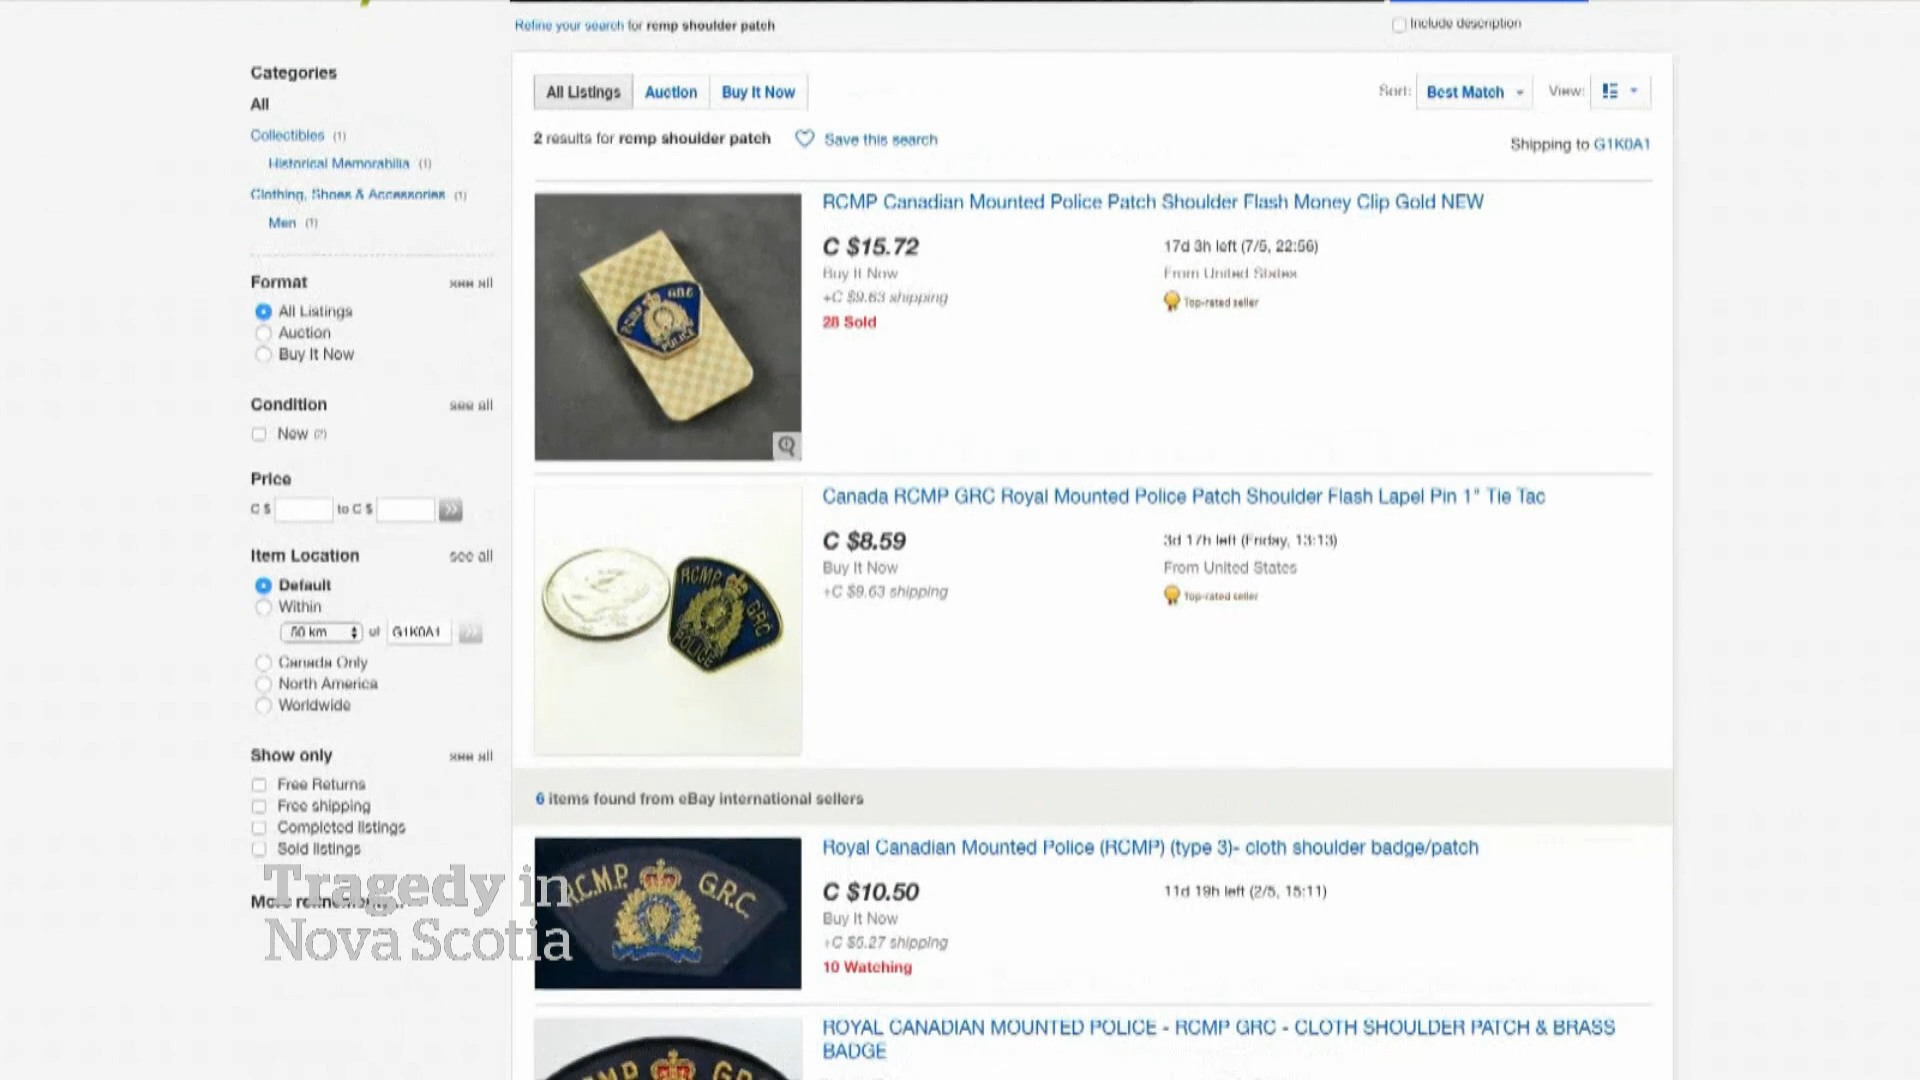 Refine your search for rcmp shoulder patch
Include description
Categories
All
Collectibles (1)
Historical Memorabilia (1)
Clothing, Shoes & Accessories (1)
Men (1)
Format see all
All Listings
Auction
Buy It Now
Condition see all
New (2)
Price
C $ to C $
Item Location see all
Default
Within
50 km of G1K0A1
Canada Only
North America
Worldwide
Show only see all
Free Returns
Free shipping
Completed listings
Sold listings
Tragedy in
Nova Scotia
All Listings Auction Buy It Now
Sort: Best Match View:
2 results for rcmp shoulder patch Save this search
Shipping to G1K0A1
RCMP Canadian Mounted Police Patch Shoulder Flash Money Clip Gold NEW
C $15.72
Buy It Now
+C $9.63 shipping
28 Sold
17d 3h left (7/5, 22:56)
From United States
Top-rated seller
RCMP GRC
POLICE
Canada RCMP GRC Royal Mounted Police Patch Shoulder Flash Lapel Pin 1" Tie Tac
C $8.59
Buy It Now
+C $9.63 shipping
3d 17h left (Friday, 13:13)
From United States
Top-rated seller
RCMP GRC
POLICE
6 items found from eBay international sellers
Royal Canadian Mounted Police (RCMP) (type 3)- cloth shoulder badge/patch
C $10.50
Buy It Now
+C $5.27 shipping
10 Watching
11d 19h left (2/5, 15:11)
R.C.M.P. G.R.C.
ROYAL CANADIAN MOUNTED POLICE - RCMP GRC - CLOTH SHOULDER PATCH & BRASS
BADGE